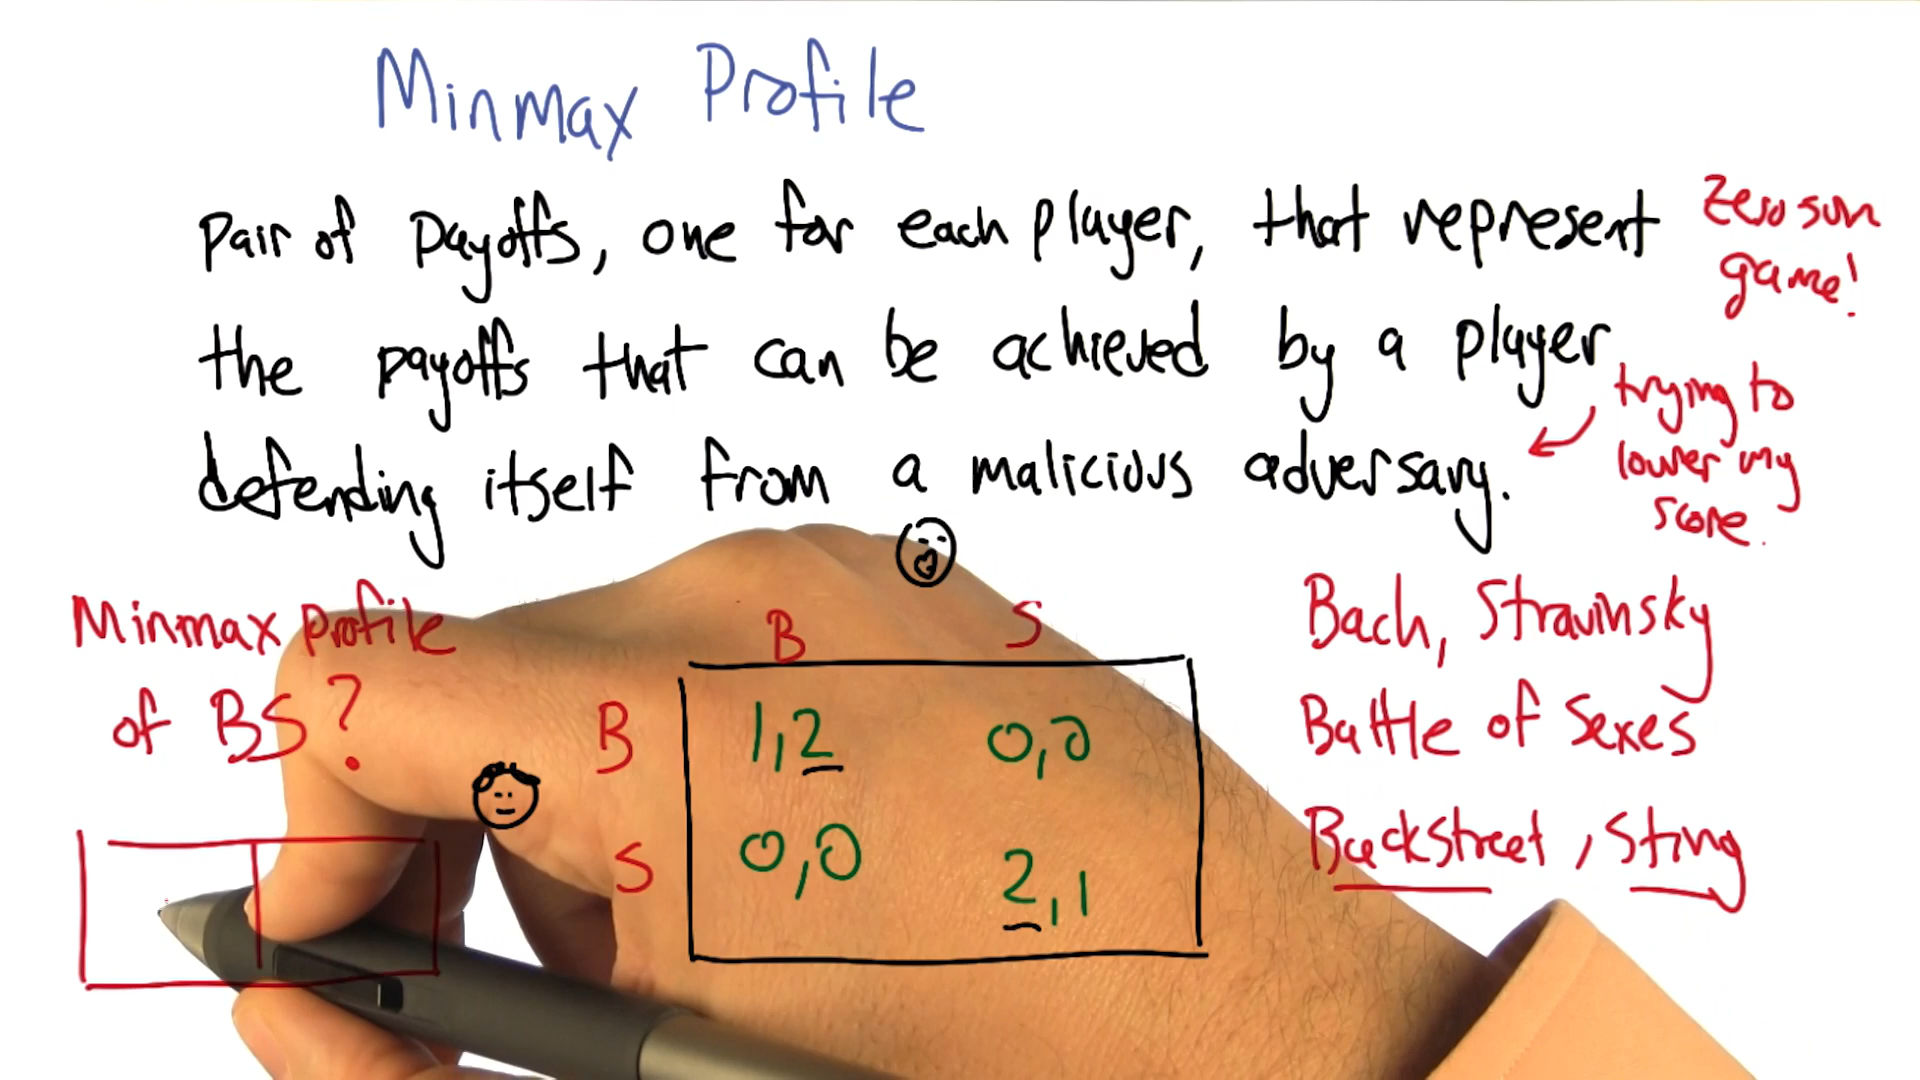 Minmax Profile
pair of payoffs, one for each player, that represent
the payoffs that can be achieved by a player
defending itself from a malicious adversary.
Zero sum
game!
trying to
lower my
score.
Minmax Profile
of BS?
B S
B 1,2 0,0
S 0,0 2,1
Bach, Stravinsky
Battle of Sexes
Backstreet, Sting